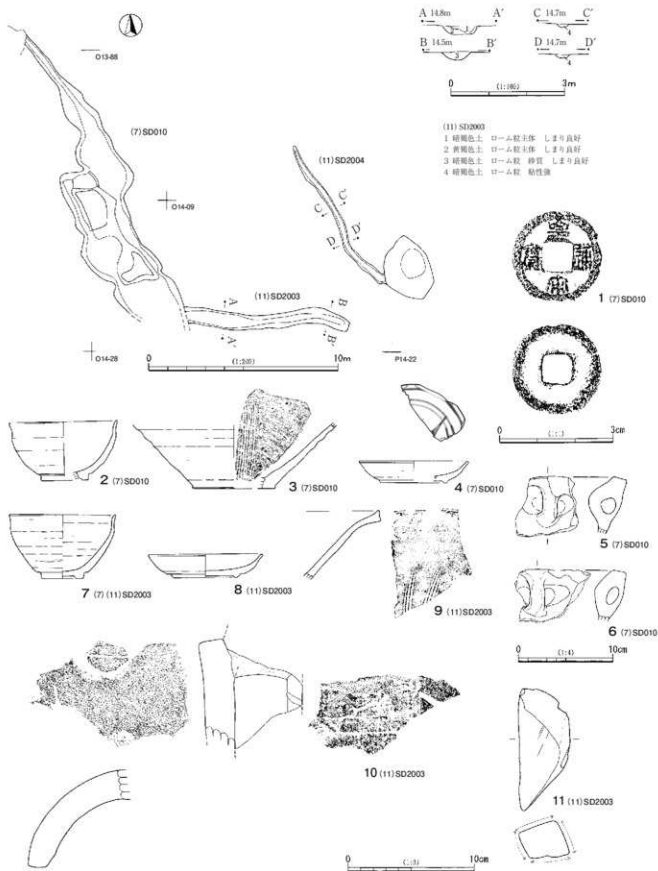 A 14.8m A′ C 14.7m C′
4
B 14.5m B′ D 14.7m D′
3 4
0 (1:100) 3m
O13-88
(7)SD010
(11)SD2004
O14-09
C C′
D D′
(11)SD2003
A B
A′ B′
O14-28
0 (1:200) 10m
P14-22
(11)SD2003
1 暗褐色土 ローム粒主体 しまり良好
2 黄褐色土 ローム粒主体 しまり良好
3 暗褐色土 ローム粒 砂質 しまり良好
4 暗褐色土 ローム粒 粘性強
1 (7)SD010
0 3cm
2 (7)SD010
3 (7)SD010
4 (7)SD010
5 (7)SD010
6 (7)SD010
7 (7)(11)SD2003
8 (11)SD2003
9 (11)SD2003
0 (1:4) 10cm
10 (11)SD2003
11 (11)SD2003
0 10cm